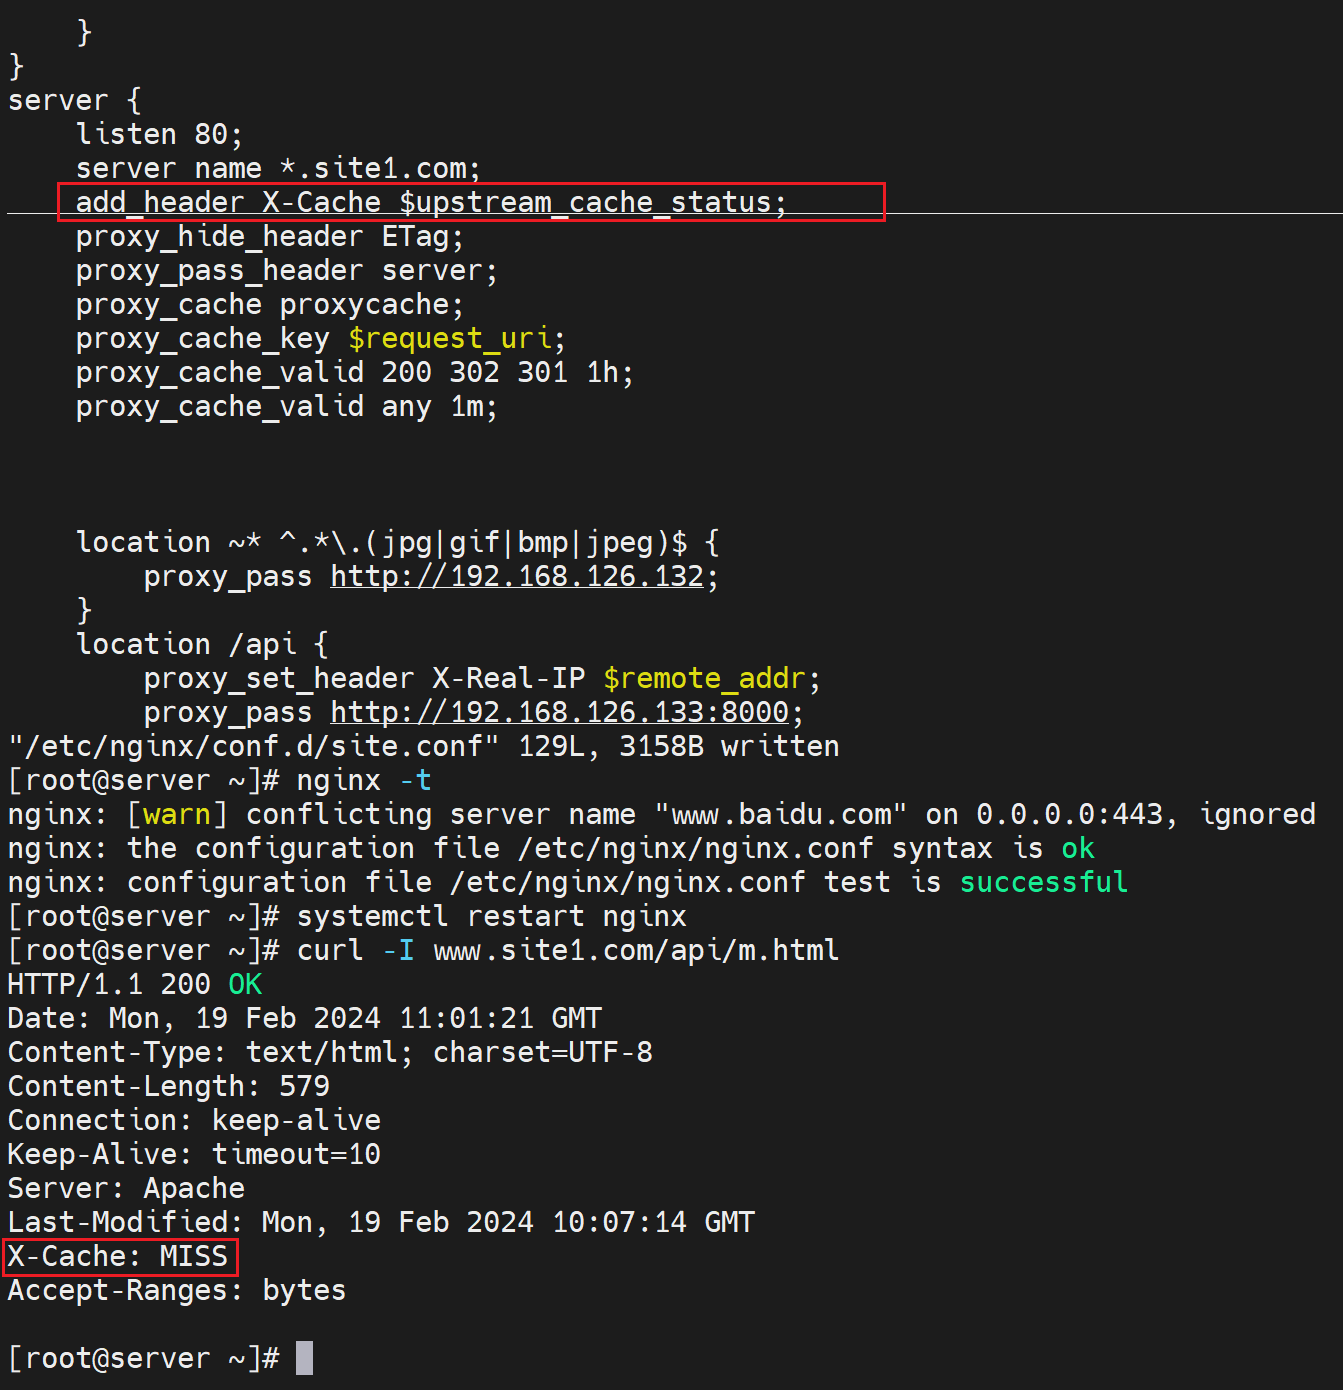 }
}
server {
    listen 80;
    server name *.site1.com;
    add_header X-Cache $upstream_cache_status;
    proxy_hide_header ETag;
    proxy_pass_header server;
    proxy_cache proxycache;
    proxy_cache_key $request_uri;
    proxy_cache_valid 200 302 301 1h;
    proxy_cache_valid any 1m;
    location ~* ^.*\.(jpg|gif|bmp|jpeg)$ {
        proxy_pass http://192.168.126.132;
    }
    location /api {
        proxy_set_header X-Real-IP $remote_addr;
        proxy_pass http://192.168.126.133:8000;
"/etc/nginx/conf.d/site.conf" 129L, 3158B written
[root@server ~]# nginx -t
nginx: [warn] conflicting server name "www.baidu.com" on 0.0.0.0:443, ignored
nginx: the configuration file /etc/nginx/nginx.conf syntax is ok
nginx: configuration file /etc/nginx/nginx.conf test is successful
[root@server ~]# systemctl restart nginx
[root@server ~]# curl -I www.site1.com/api/m.html
HTTP/1.1 200 OK
Date: Mon, 19 Feb 2024 11:01:21 GMT
Content-Type: text/html; charset=UTF-8
Content-Length: 579
Connection: keep-alive
Keep-Alive: timeout=10
Server: Apache
Last-Modified: Mon, 19 Feb 2024 10:07:14 GMT
X-Cache: MISS
Accept-Ranges: bytes
[root@server ~]#